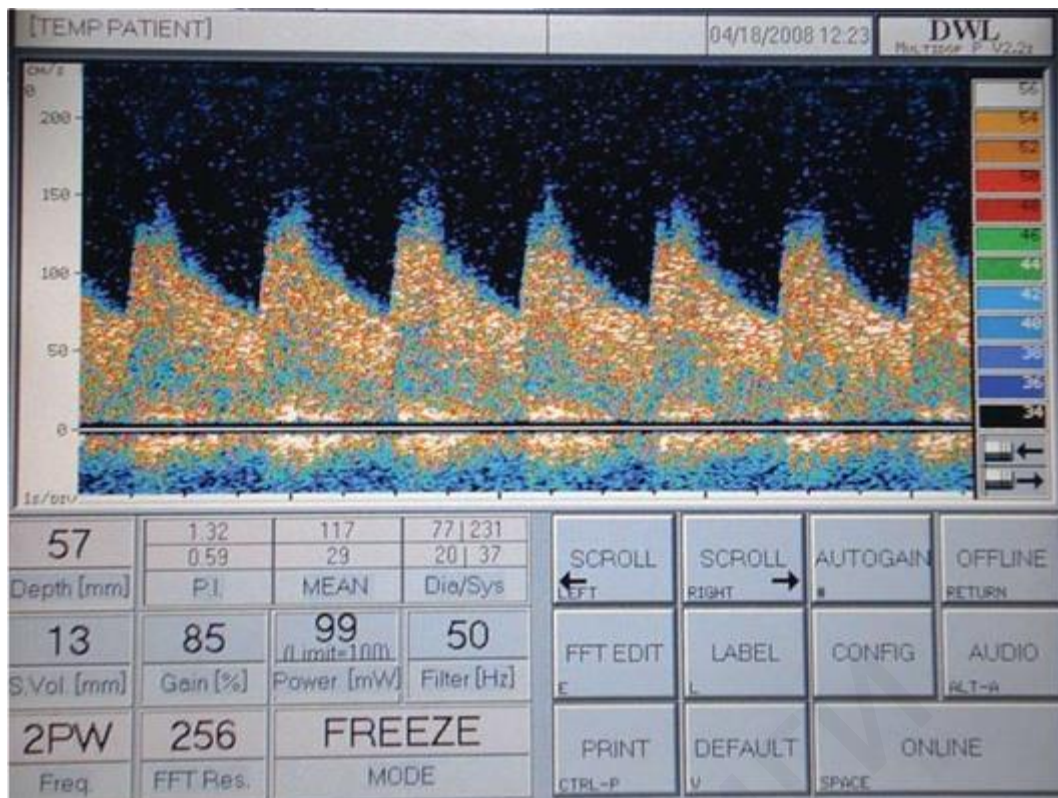 [TEMP PATIENT]
04/18/2008 12:23
DWL
MULTIDOP P V2.2z
CM/S
0
200
150
100
50
0
1s/DIV
56
54
52
50
48
46
44
42
40
38
36
34
57
Depth [mm]
1.32
0.59
P.I.
117
29
MEAN
77 | 231
20 | 37
Dia/Sys
13
S.Vol. [mm]
85
Gain [%]
99
(Limit=100)
Power [mW]
50
Filter [Hz]
2PW
Freq.
256
FFT Res.
FREEZE
MODE
SCROLL
LEFT
SCROLL
RIGHT
AUTOGAIN
OFFLINE
RETURN
FFT EDIT
E
LABEL
L
CONFIG
AUDIO
ALT-A
PRINT
CTRL-P
DEFAULT
V
ONLINE
SPACE